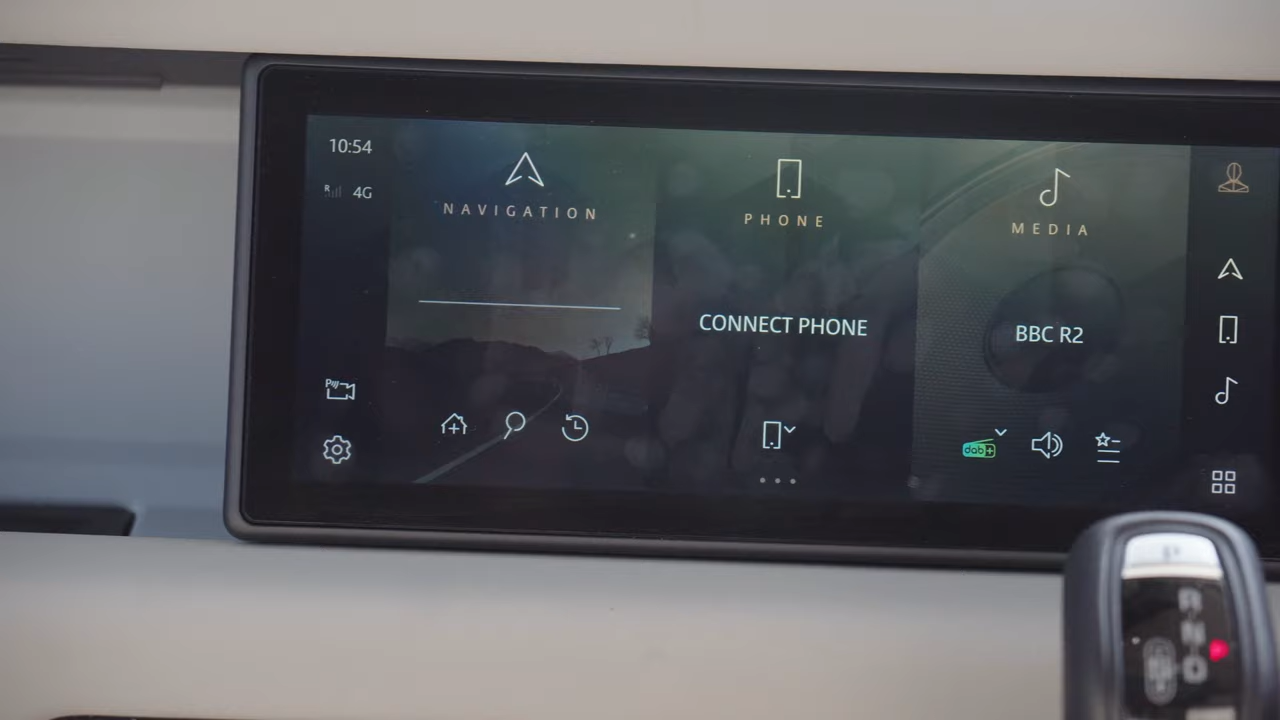 10:54
R 4G
NAVIGATION
PHONE
MEDIA
CONNECT PHONE
BBC R2
P
dab+
P
R
N
D